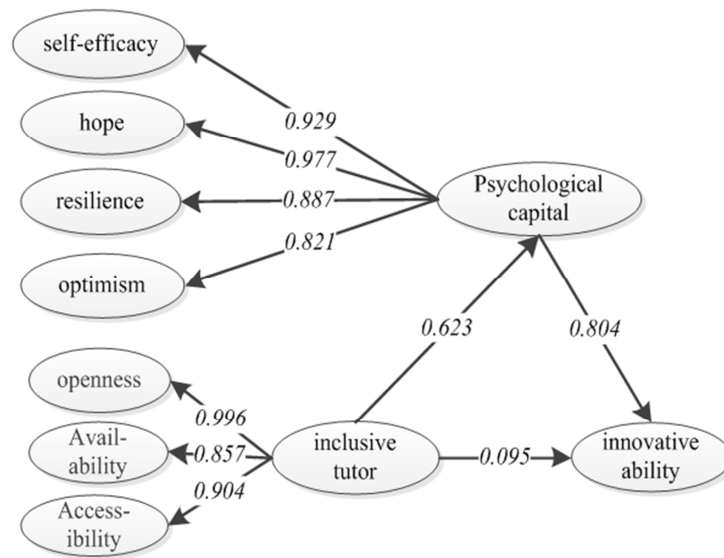 self-efficacy
hope
resilience
optimism
0.929
0.977
0.887
0.821
Psychological
capital
0.623
0.804
openness
Avail-
ability
Access-
ibility
0.996
0.857
0.904
inclusive
tutor
0.095
innovative
ability